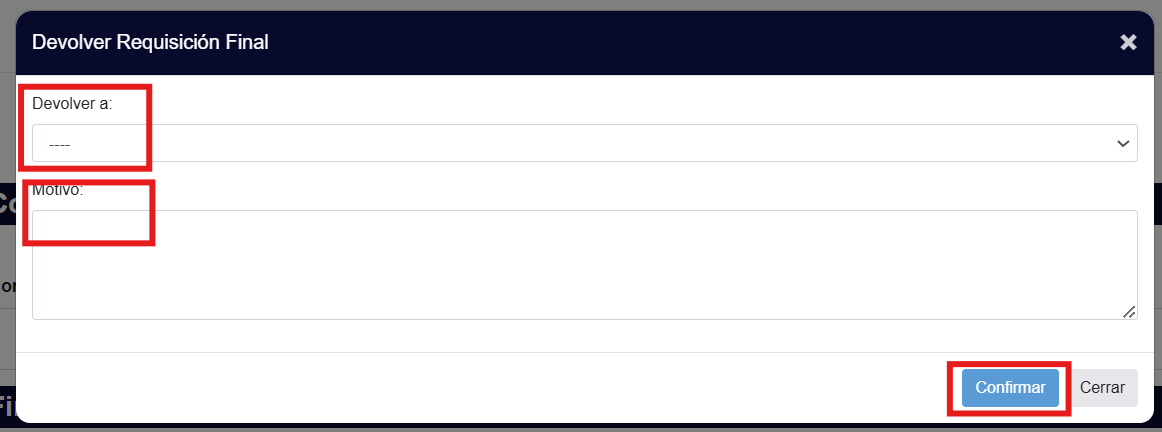 Devolver Requisición Final
Devolver a:
----
Motivo:
Confirmar
Cerrar